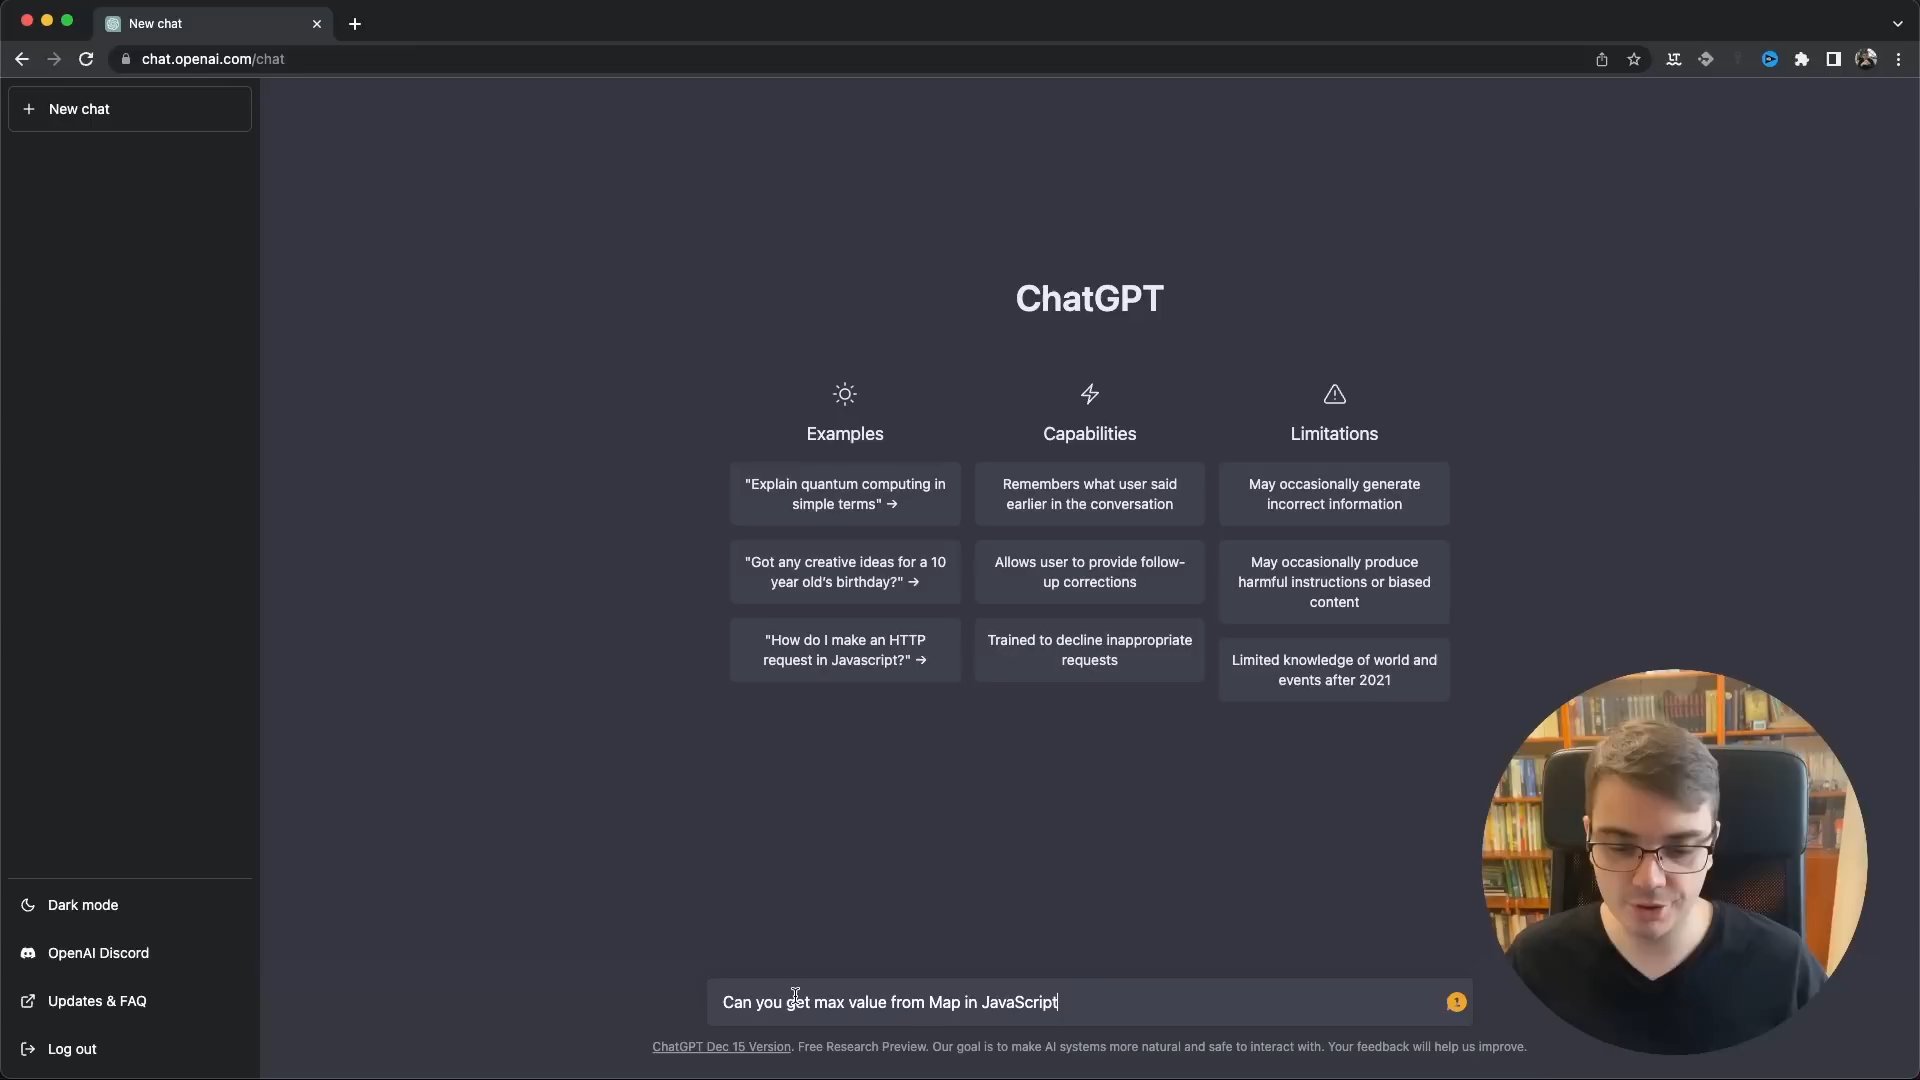 New chat
chat.openai.com/chat
New chat
ChatGPT
Examples
Capabilities
Limitations
"Explain quantum computing in
simple terms" →
Remembers what user said
earlier in the conversation
May occasionally generate
incorrect information
"Got any creative ideas for a 10
year old's birthday?" →
Allows user to provide follow-
up corrections
May occasionally produce
harmful instructions or biased
content
"How do I make an HTTP
request in Javascript?" →
Trained to decline inappropriate
requests
Limited knowledge of world and
events after 2021
Dark mode
OpenAI Discord
Updates & FAQ
Log out
Can you get max value from Map in JavaScript
1
ChatGPT Dec 15 Version. Free Research Preview. Our goal is to make AI systems more natural and safe to interact with. Your feedback will help us improve.